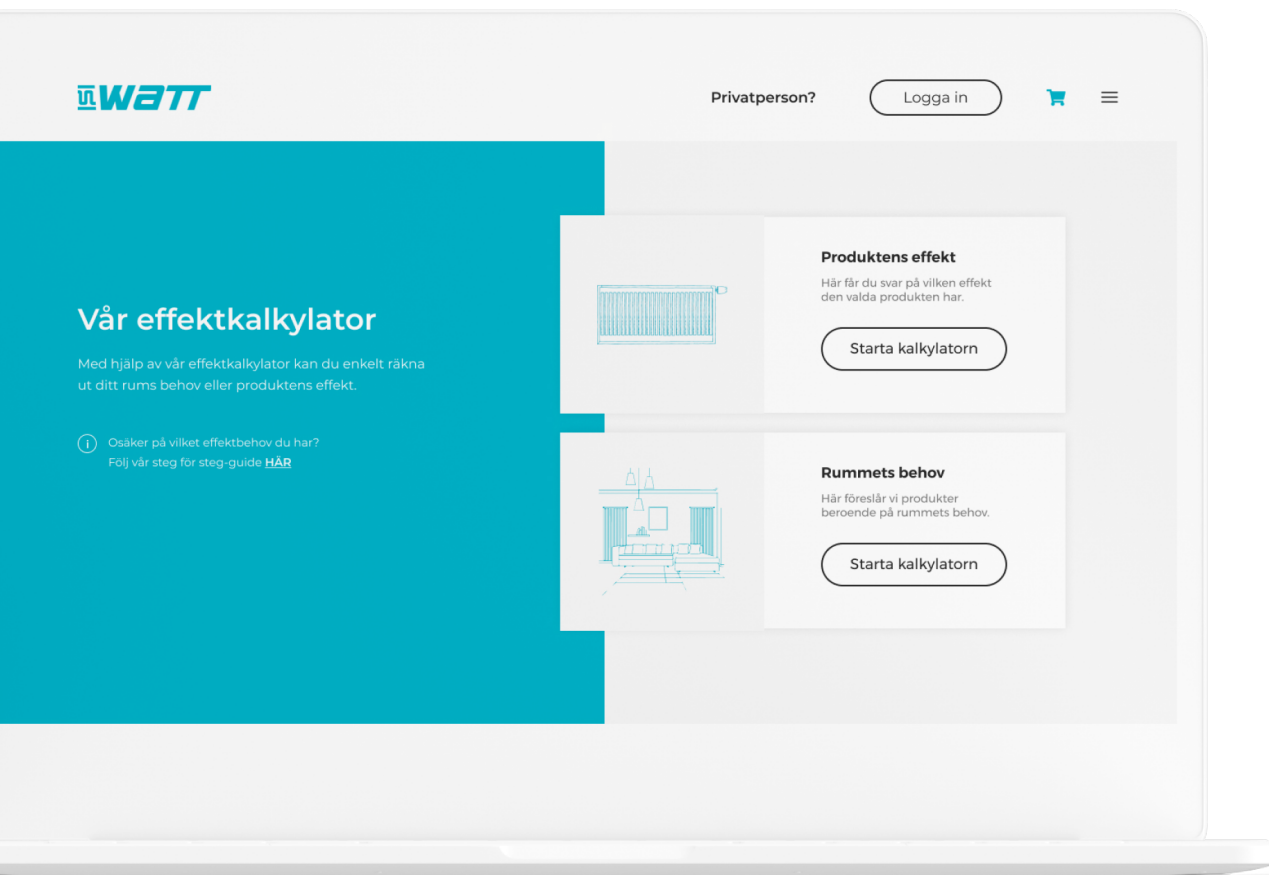 WATT
Privatperson?
Logga in
Vår effektkalkylator
Med hjälp av vår effektkalkylator kan du enkelt räkna
ut ditt rums behov eller produktens effekt.
i
Osäker på vilket effektbehov du har?
Följ vår steg för steg-guide HÄR
Produktens effekt
Här får du svar på vilken effekt
den valda produkten har.
Starta kalkylatorn
Rummets behov
Här föreslår vi produkter
beroende på rummets behov.
Starta kalkylatorn